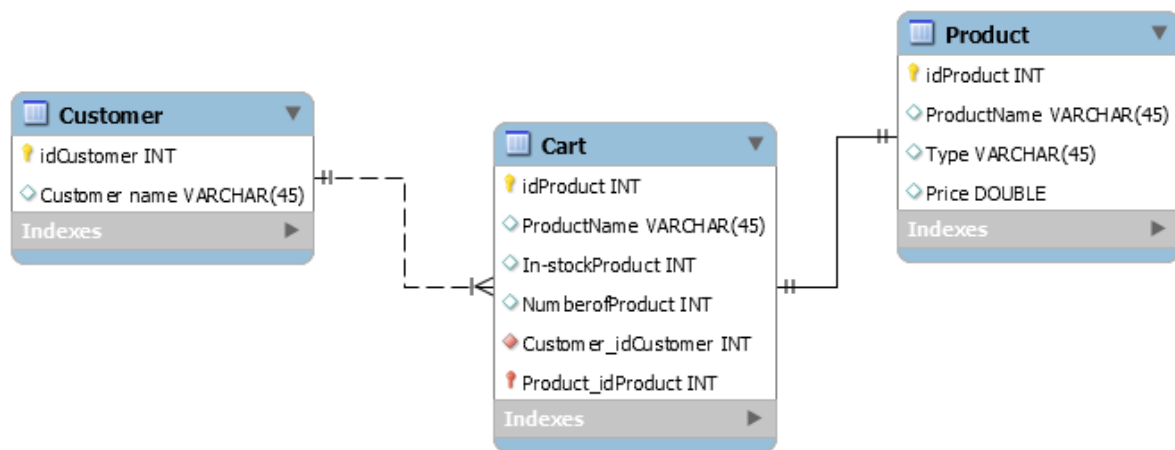 Customer
idCustomer INT
Customer name VARCHAR(45)
Indexes
Cart
idProduct INT
ProductName VARCHAR(45)
In-stockProduct INT
NumberofProduct INT
Customer_idCustomer INT
Product_idProduct INT
Indexes
Product
idProduct INT
ProductName VARCHAR(45)
Type VARCHAR(45)
Price DOUBLE
Indexes